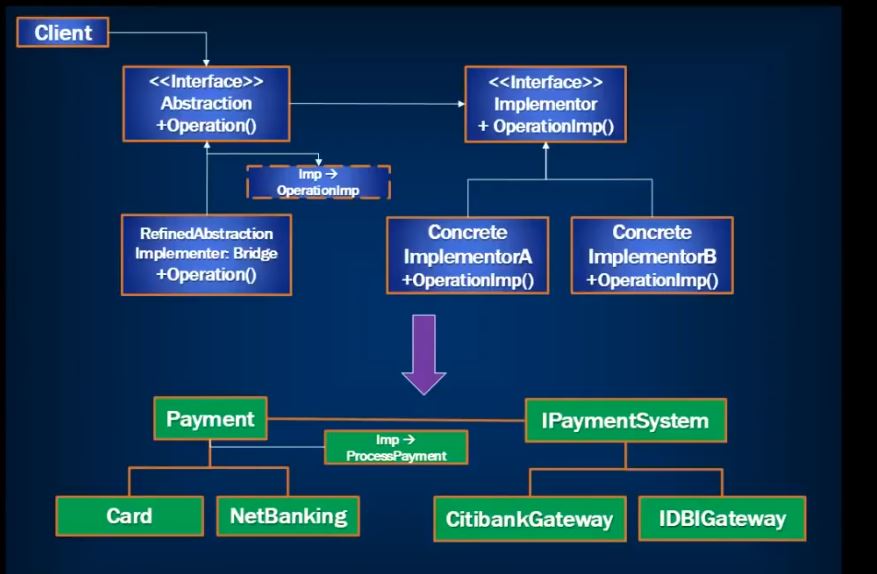 Client
<<Interface>>
Abstraction
+Operation()
<<Interface>>
Implementor
+ OperationImp()
Imp →
OperationImp
RefinedAbstraction
Implementer: Bridge
+Operation()
Concrete
ImplementorA
+OperationImp()
Concrete
ImplementorB
+OperationImp()
Payment
IPaymentSystem
Imp →
ProcessPayment
Card
NetBanking
CitibankGateway
IDBIGateway